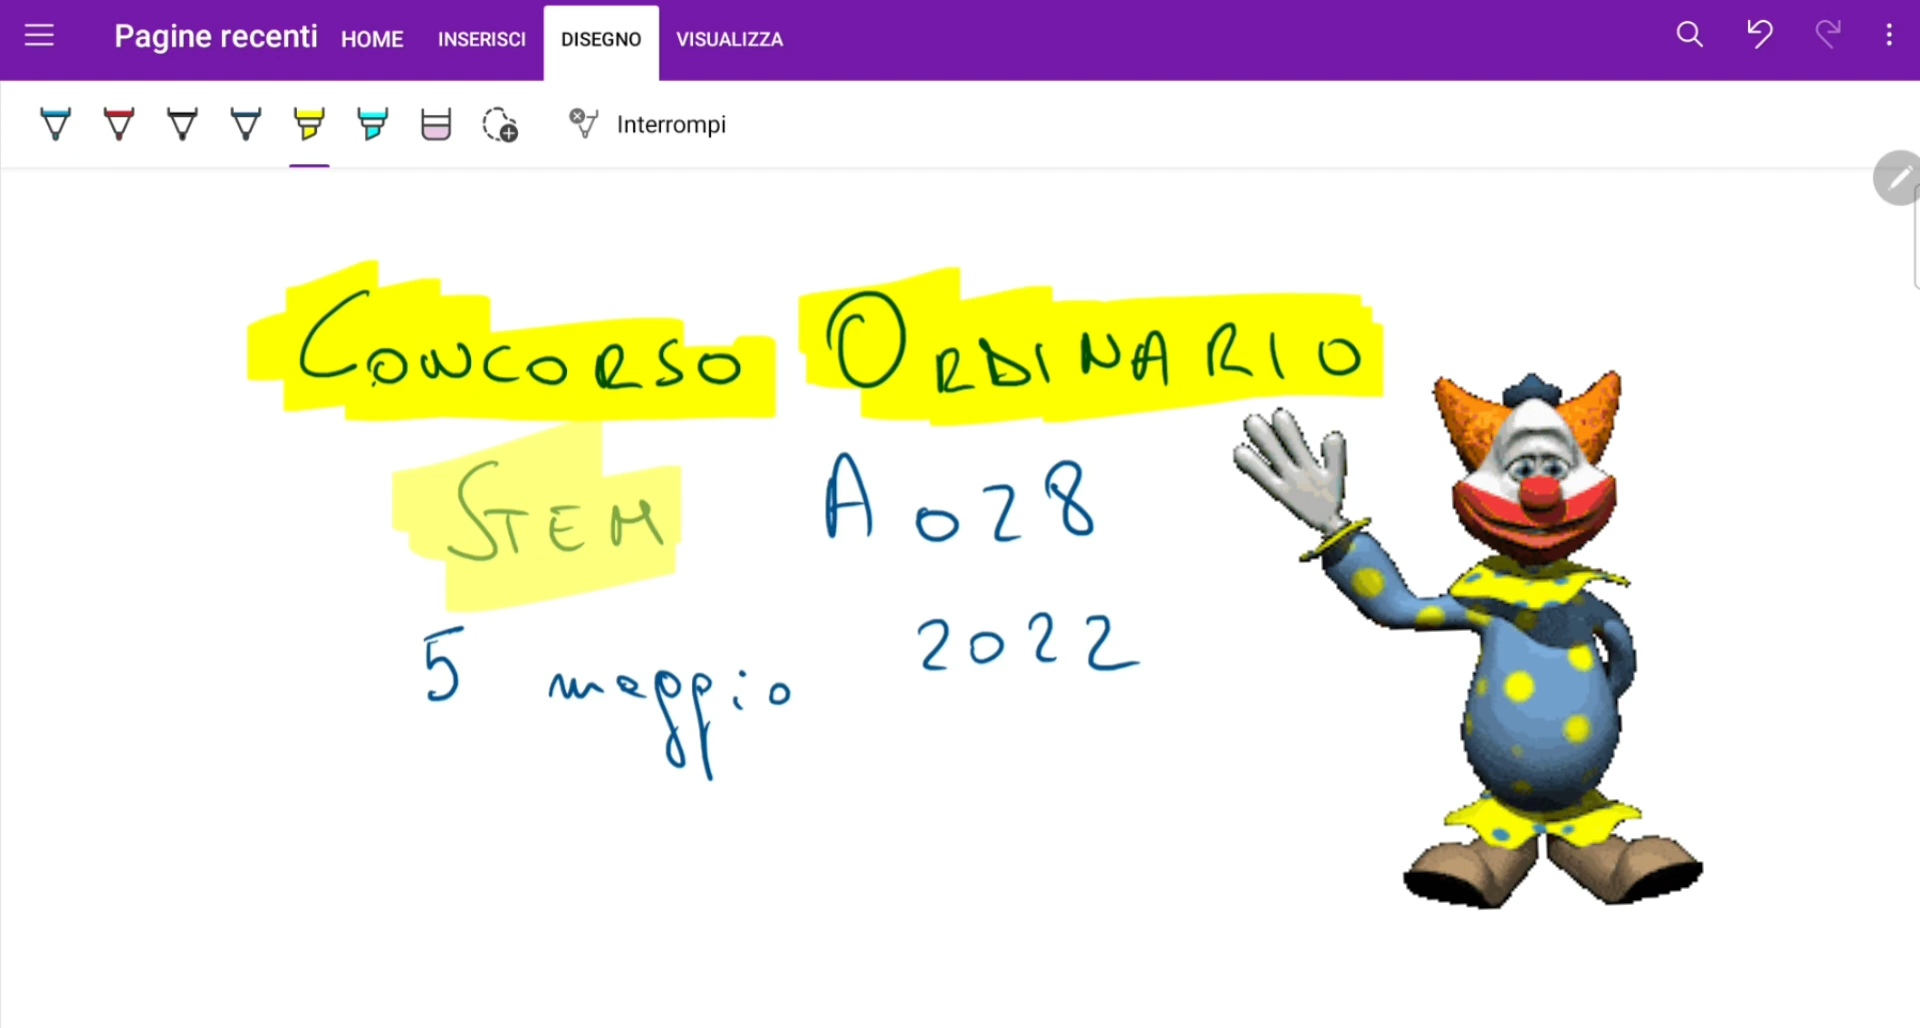 Pagine recenti HOME INSERISCI DISEGNO VISUALIZZA
Interrompi
CONCORSO ORDINARIO
STEM A028
5 maggio 2022